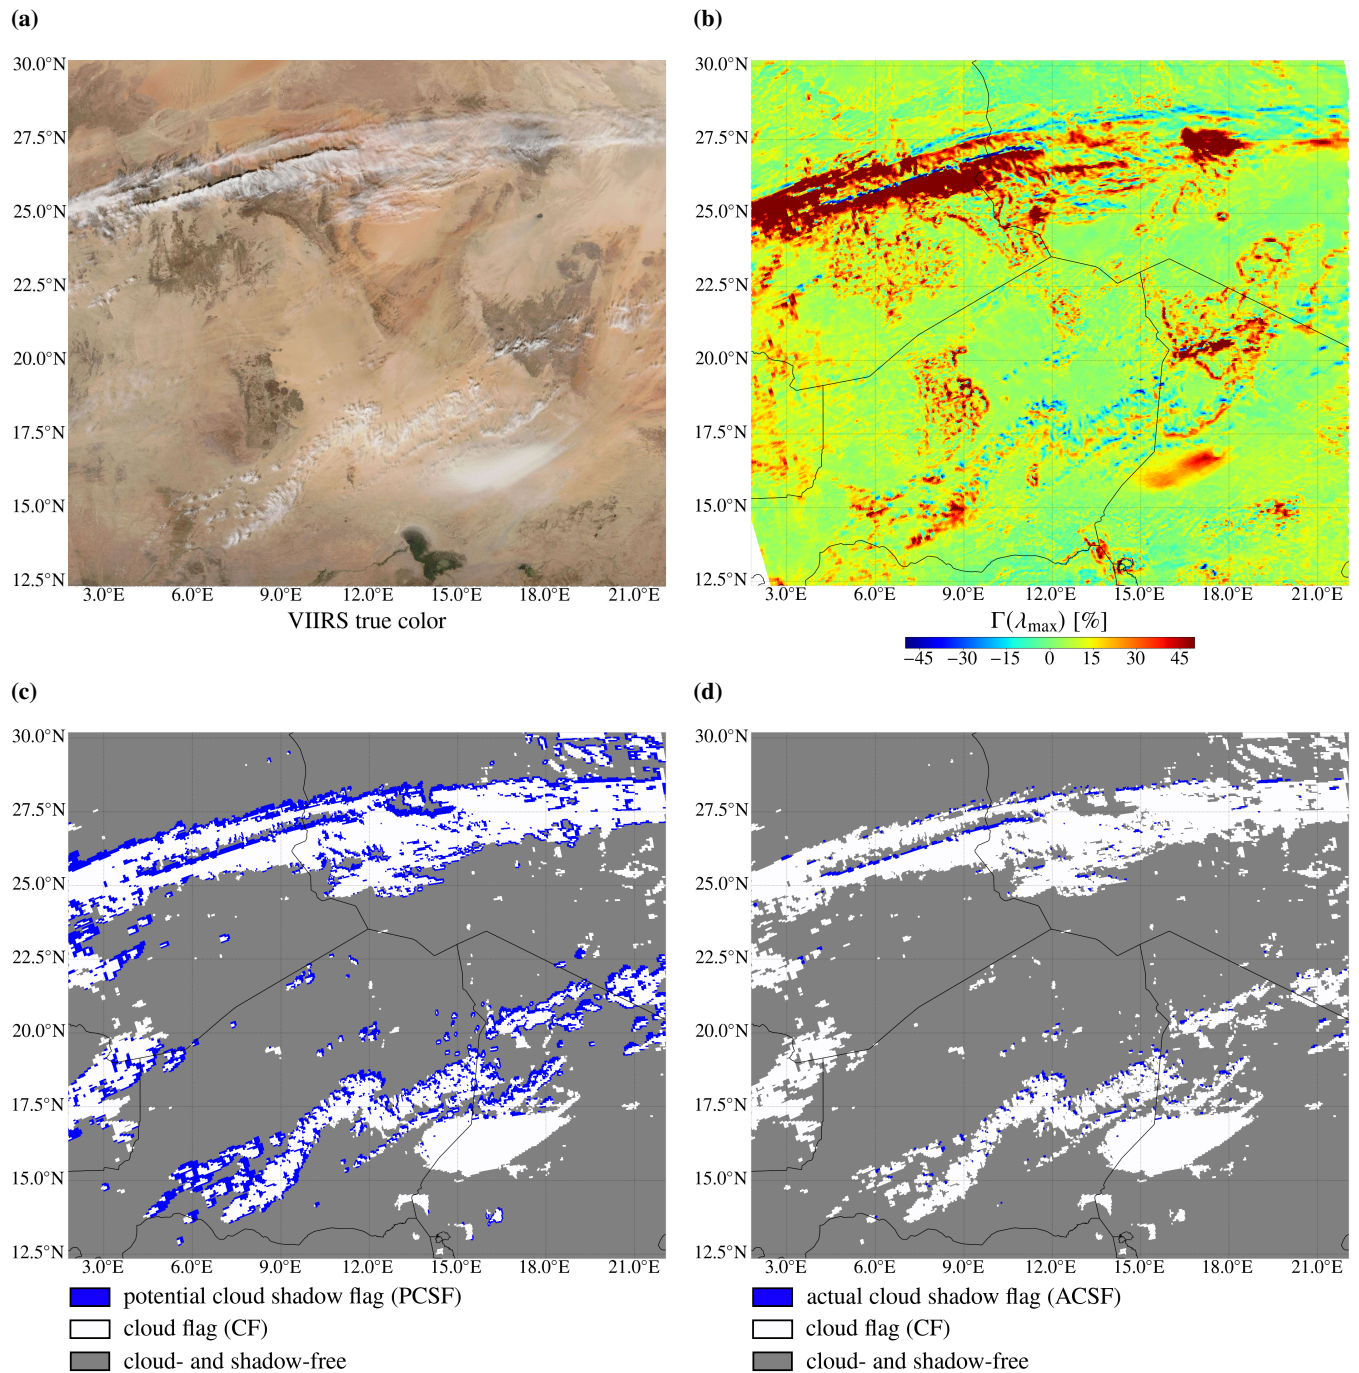 (a)
(b)
30.0°N
27.5°N
25.0°N
22.5°N
20.0°N
17.5°N
15.0°N
12.5°N
3.0°E 6.0°E 9.0°E 12.0°E 15.0°E 18.0°E 21.0°E
VIIRS true color
30.0°N
27.5°N
25.0°N
22.5°N
20.0°N
17.5°N
15.0°N
12.5°N
3.0°E 6.0°E 9.0°E 12.0°E 15.0°E 18.0°E 21.0°E
Γ(λmax) [%]
−45 −30 −15 0 15 30 45
(c)
(d)
30.0°N
27.5°N
25.0°N
22.5°N
20.0°N
17.5°N
15.0°N
12.5°N
3.0°E 6.0°E 9.0°E 12.0°E 15.0°E 18.0°E 21.0°E
potential cloud shadow flag (PCSF)
cloud flag (CF)
cloud- and shadow-free
30.0°N
27.5°N
25.0°N
22.5°N
20.0°N
17.5°N
15.0°N
12.5°N
3.0°E 6.0°E 9.0°E 12.0°E 15.0°E 18.0°E 21.0°E
actual cloud shadow flag (ACSF)
cloud flag (CF)
cloud- and shadow-free